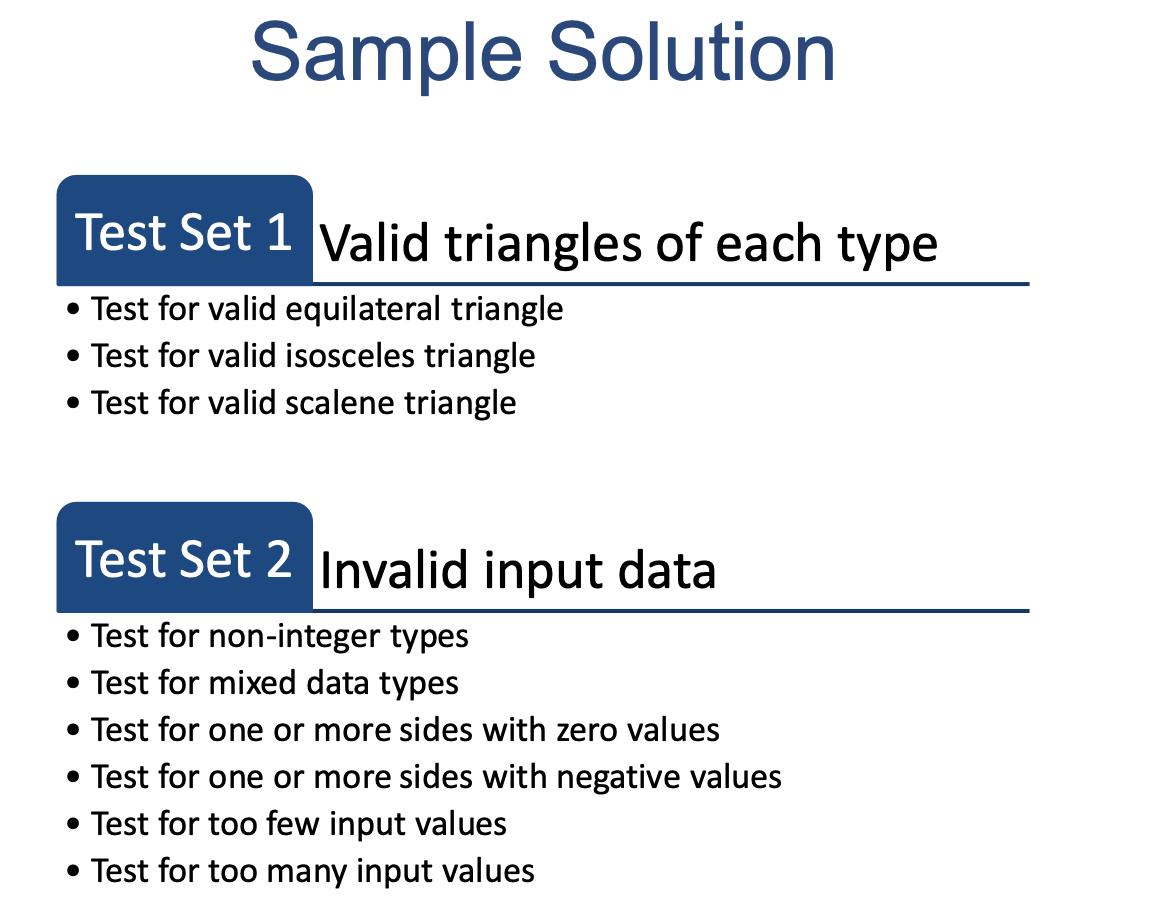 Sample Solution
Test Set 1
Valid triangles of each type
• Test for valid equilateral triangle
• Test for valid isosceles triangle
• Test for valid scalene triangle
Test Set 2
Invalid input data
• Test for non-integer types
• Test for mixed data types
• Test for one or more sides with zero values
• Test for one or more sides with negative values
• Test for too few input values
• Test for too many input values